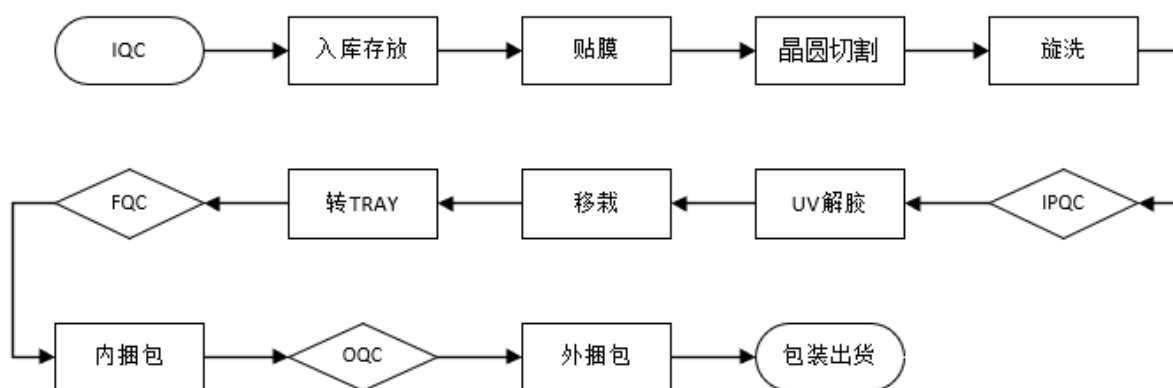 IQC
入库存放
贴膜
晶圆切割
旋洗
IPQC
UV解胶
移栽
转TRAY
FQC
内捆包
OQC
外捆包
包装出货